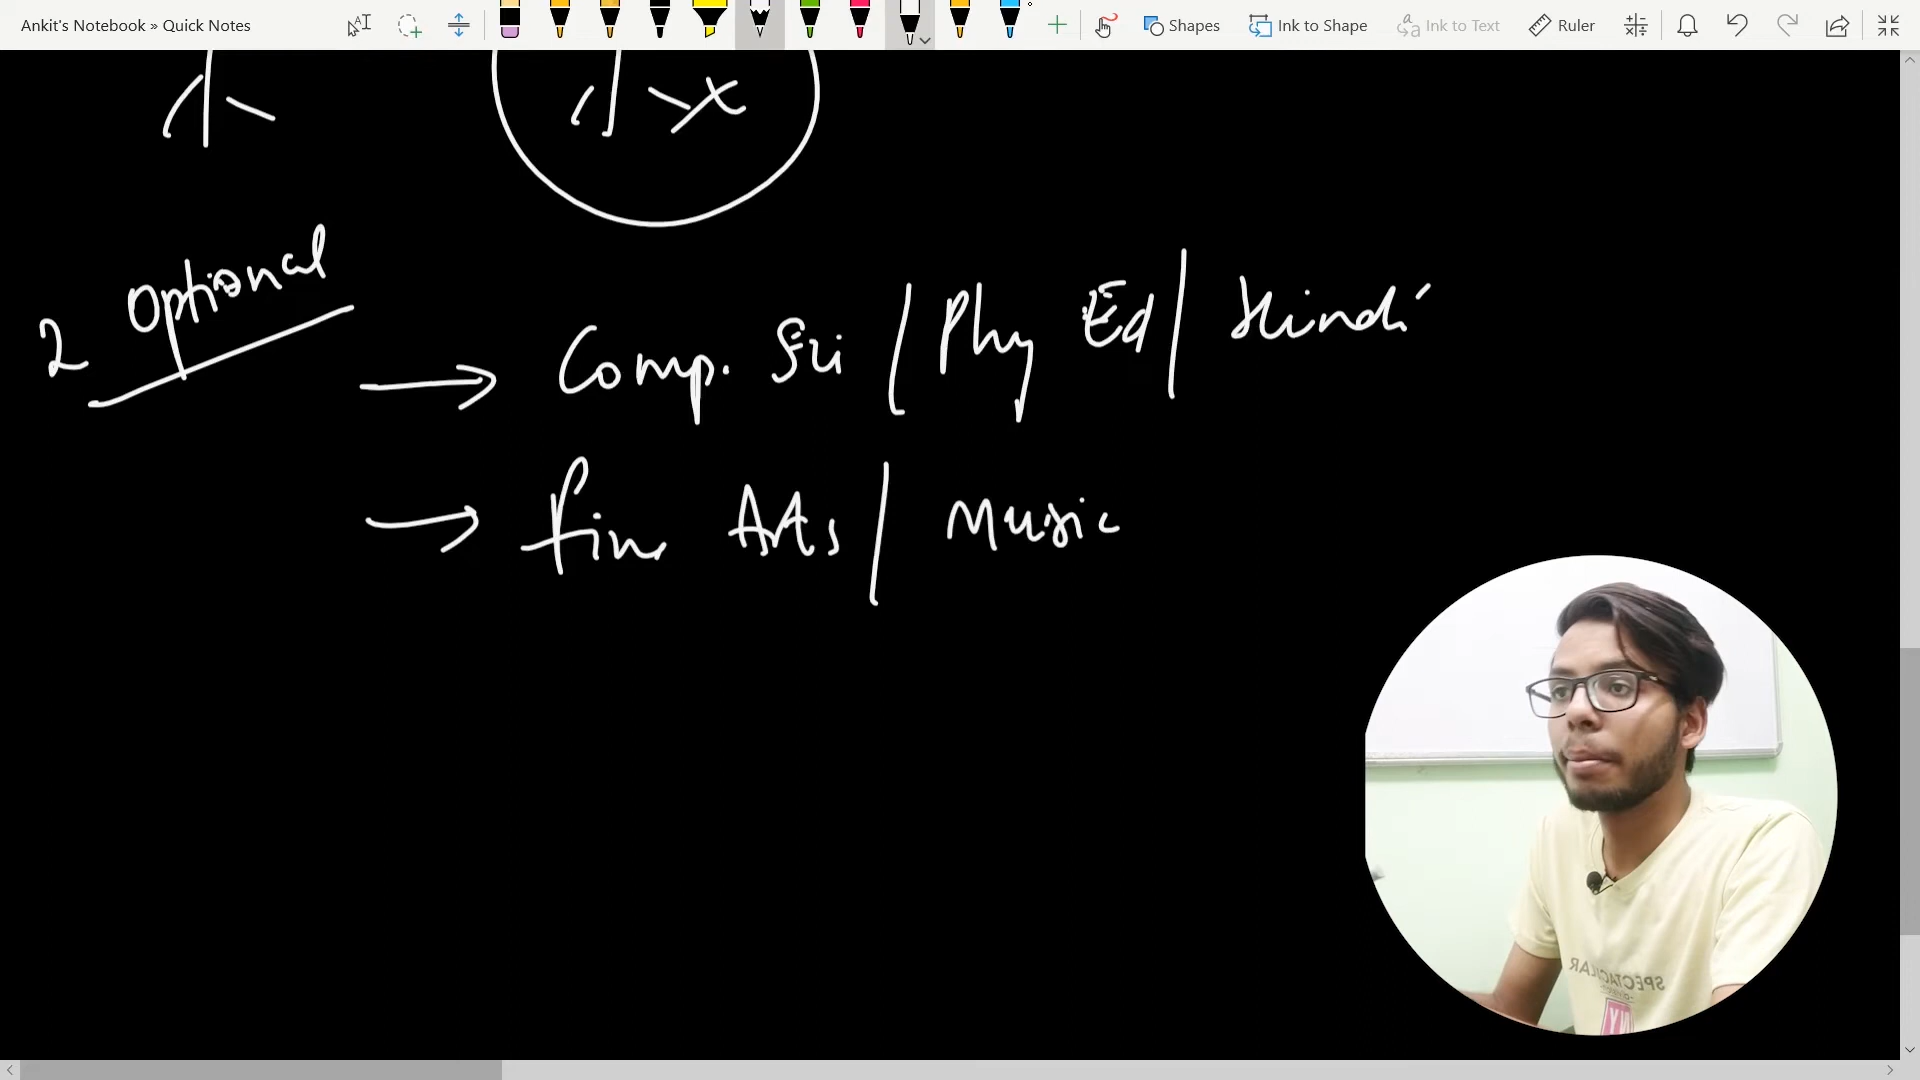 Ankit's Notebook » Quick Notes
Shapes
Ink to Shape
Ink to Text
Ruler
2 Optional
→ Comp. Sci / Phy Ed / Hindi
→ fine Arts / Music
SPECTACULAR